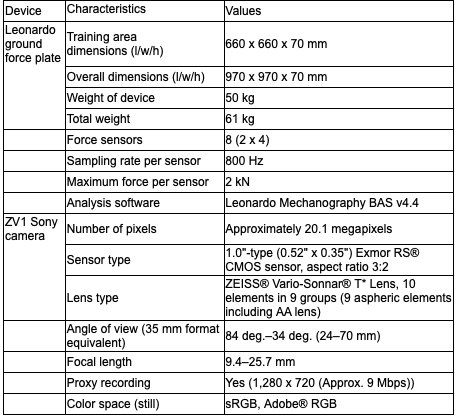 Device Characteristics Values
Leonardo
ground
force plate
Training area
dimensions (l/w/h)
660 x 660 x 70 mm
Overall dimensions (l/w/h) 970 x 970 x 70 mm
Weight of device 50 kg
Total weight 61 kg
Force sensors 8 (2 x 4)
Sampling rate per sensor 800 Hz
Maximum force per sensor 2 kN
Analysis software Leonardo Mechanography BAS v4.4
ZV1 Sony
camera
Number of pixels Approximately 20.1 megapixels
Sensor type
1.0"-type (0.52" x 0.35") Exmor RS®
CMOS sensor, aspect ratio 3:2
Lens type
ZEISS® Vario-Sonnar® T* Lens, 10
elements in 9 groups (9 aspheric elements
including AA lens)
Angle of view (35 mm format
equivalent)
84 deg.–34 deg. (24–70 mm)
Focal length 9.4–25.7 mm
Proxy recording Yes (1,280 x 720 (Approx. 9 Mbps))
Color space (still) sRGB, Adobe® RGB